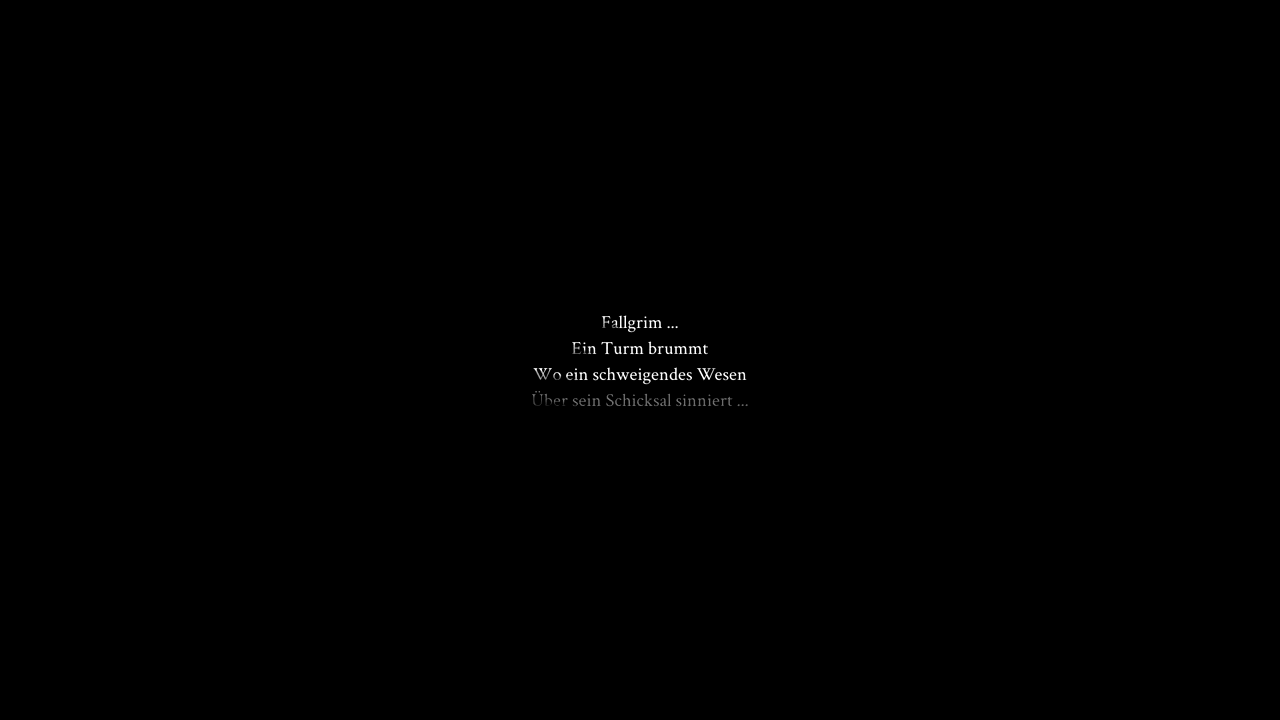 Fallgrim ...
Ein Turm brummt
Wo ein schweigendes Wesen
Über sein Schicksal sinniert ...